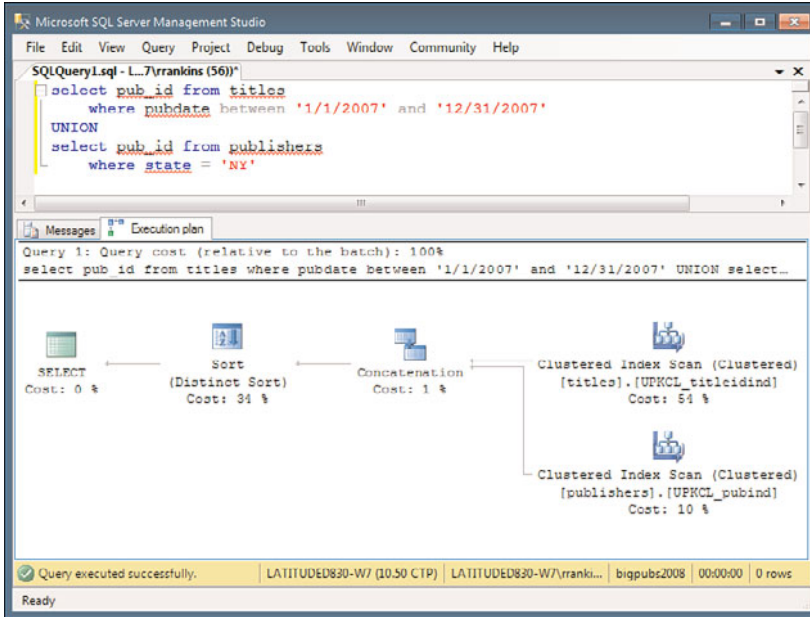 Microsoft SQL Server Management Studio
File Edit View Query Project Debug Tools Window Community Help
SQLQuery1.sql - L...7\rrankins (56))*
select pub_id from titles
where pubdate between '1/1/2007' and '12/31/2007'
UNION
select pub_id from publishers
where state = 'NY'
Messages Execution plan
Query 1: Query cost (relative to the batch): 100%
select pub_id from titles where pubdate between '1/1/2007' and '12/31/2007' UNION select...
SELECT
Cost: 0 %
Sort
(Distinct Sort)
Cost: 34 %
Concatenation
Cost: 1 %
Clustered Index Scan (Clustered)
[titles].[UPKCL_titleidind]
Cost: 54 %
Clustered Index Scan (Clustered)
[publishers].[UPKCL_pubind]
Cost: 10 %
Query executed successfully. LATITUDED830-W7 (10.50 CTP) LATITUDED830-W7\rranki... bigpubs2008 00:00:00 0 rows
Ready